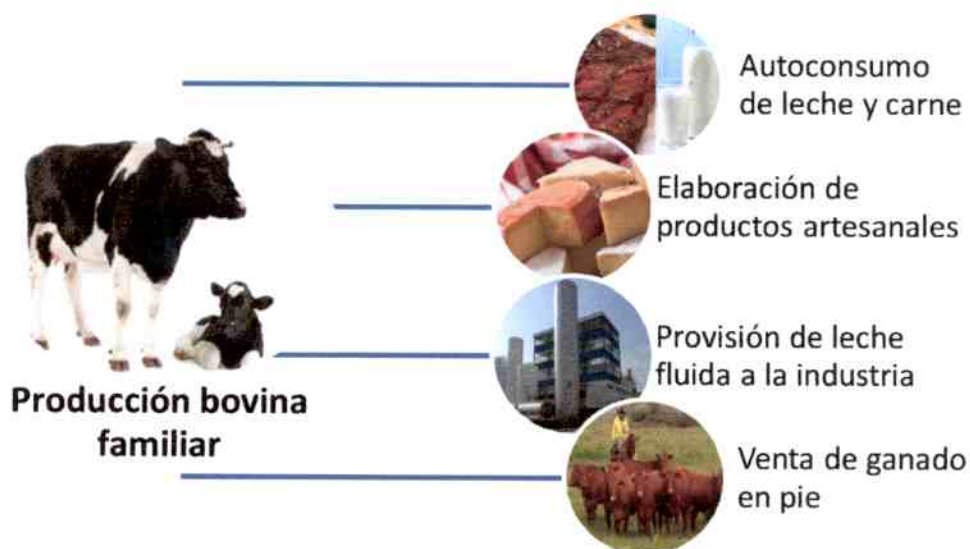 Autoconsumo
de leche y carne
Elaboración de
productos artesanales
Provisión de leche
fluida a la industria
Producción bovina
familiar
Venta de ganado
en pie